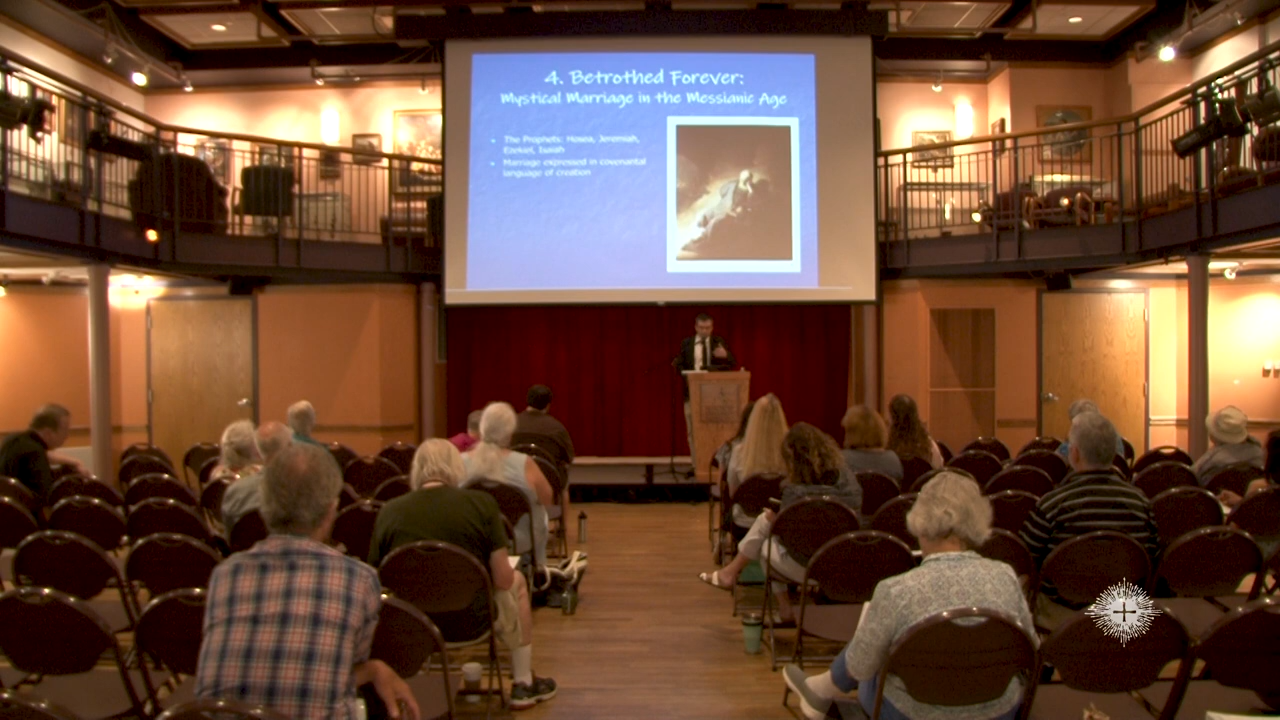 4. Betrothed Forever:
Mystical Marriage in the Messianic Age
The Prophets: Hosea, Jeremiah,
Ezekiel, Isaiah
Marriage expressed in covenantal
language of creation